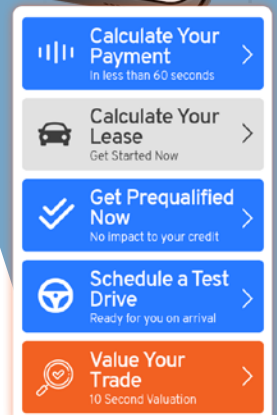 Calculate Your
Payment
In less than 60 seconds
Calculate Your
Lease
Get Started Now
Get Prequalified
Now
No impact to your credit
Schedule a Test
Drive
Ready for you on arrival
Value Your
Trade
10 Second Valuation